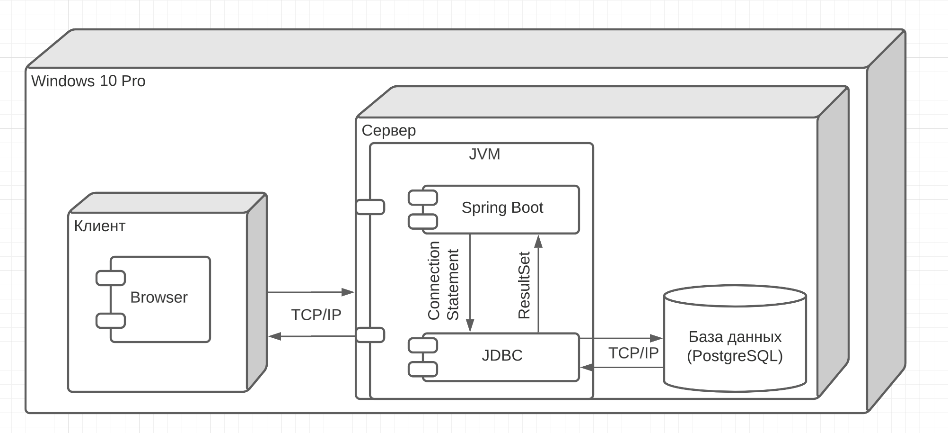 Windows 10 Pro
Сервер
JVM
Клиент
Spring Boot
Browser
Connection
Statement
ResultSet
TCP/IP
JDBC
TCP/IP
База данных
(PostgreSQL)